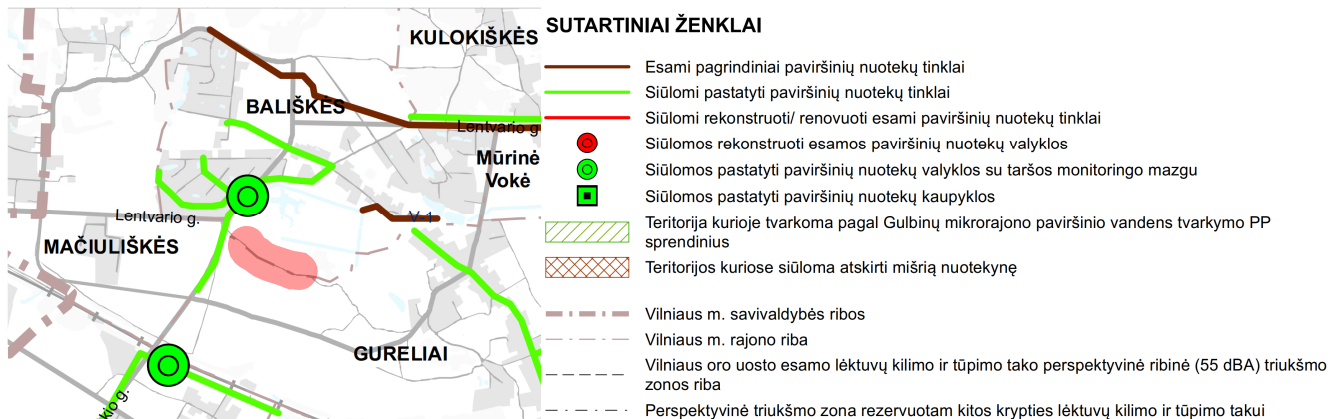 KULOKIŠKĖS
BALIŠKĖS
Lentvario g
Mūrinė
Vokė
V-1
Lentvario g.
MAČIULIŠKĖS
GURELIAI
kio g.
SUTARTINIAI ŽENKLAI
Esami pagrindiniai paviršinių nuotekų tinklai
Siūlomi pastatyti paviršinių nuotekų tinklai
Siūlomi rekonstruoti/ renovuoti esami paviršinių nuotekų tinklai
Siūlomos rekonstruoti esamos paviršinių nuotekų valyklos
Siūlomos pastatyti paviršinių nuotekų valyklos su taršos monitoringo mazgu
Siūlomos pastatyti paviršinių nuotekų kaupyklos
Teritorija kurioje tvarkoma pagal Gulbinų mikrorajono paviršinio vandens tvarkymo PP
sprendinius
Teritorijos kuriose siūloma atskirti mišrią nuotekynę
Vilniaus m. savivaldybės ribos
Vilniaus m. rajono riba
Vilniaus oro uosto esamo lėktuvų kilimo ir tūpimo tako perspektyvinė ribinė (55 dBA) triukšmo
zonos riba
Perspektyvinė triukšmo zona rezervuotam kitos krypties lėktuvų kilimo ir tūpimo takui